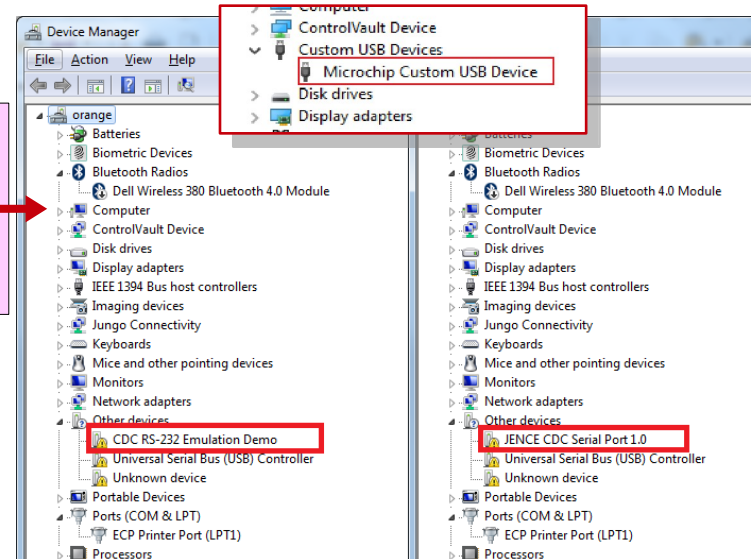 Computer
ControlVault Device
Custom USB Devices
Microchip Custom USB Device
Disk drives
Display adapters
Device Manager
File Action View Help
orange
Batteries
Biometric Devices
Bluetooth Radios
Dell Wireless 380 Bluetooth 4.0 Module
Computer
ControlVault Device
Disk drives
Display adapters
IEEE 1394 Bus host controllers
Imaging devices
Jungo Connectivity
Keyboards
Mice and other pointing devices
Monitors
Network adapters
Other devices
CDC RS-232 Emulation Demo
Universal Serial Bus (USB) Controller
Unknown device
Portable Devices
Ports (COM & LPT)
ECP Printer Port (LPT1)
Processors
Batteries
Biometric Devices
Bluetooth Radios
Dell Wireless 380 Bluetooth 4.0 Module
Computer
ControlVault Device
Disk drives
Display adapters
IEEE 1394 Bus host controllers
Imaging devices
Jungo Connectivity
Keyboards
Mice and other pointing devices
Monitors
Network adapters
Other devices
JENCE CDC Serial Port 1.0
Universal Serial Bus (USB) Controller
Unknown device
Portable Devices
Ports (COM & LPT)
ECP Printer Port (LPT1)
Processors